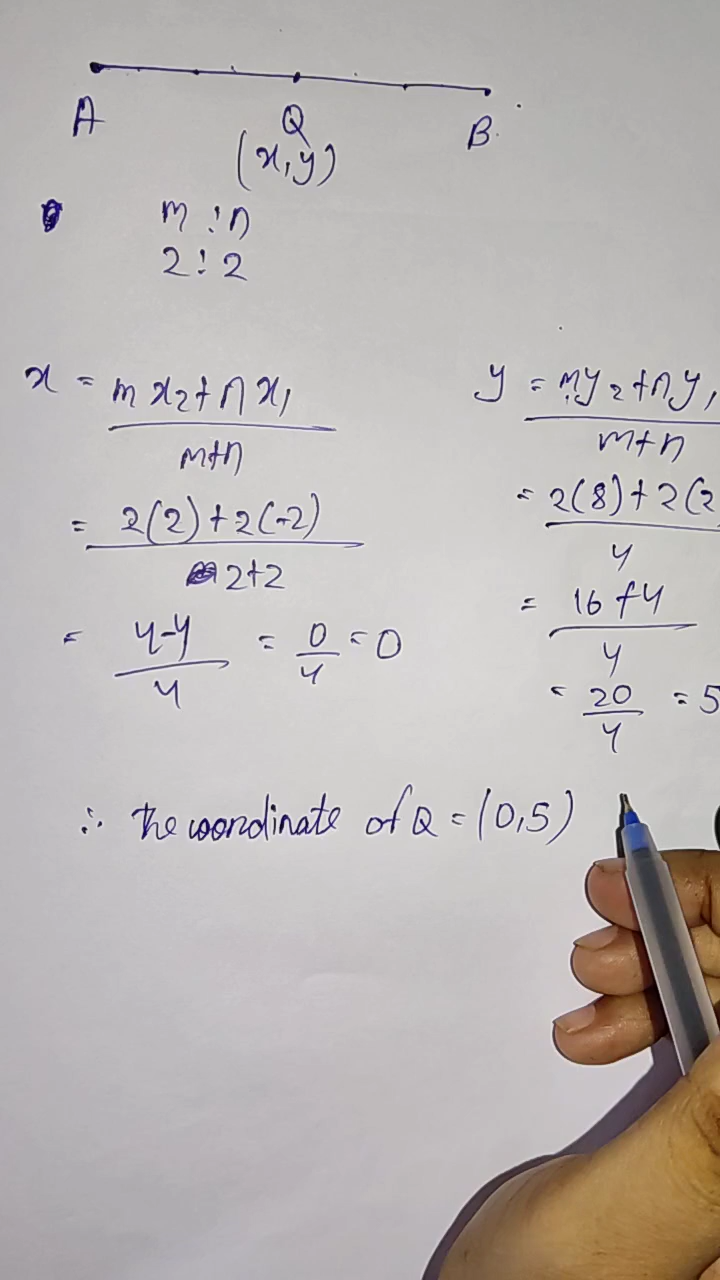 A Q B.
(x,y)
m : n
2 : 2
x = mx₂+nx₁
m+n
= 2(2)+2(-2)
2+2
= 4-4 = 0 = 0
4 4
y = my₂+ny₁
m+n
= 2(8)+2(2
4
= 16+4
4
= 20 = 5
4
∴ the coordinate of Q = (0,5)